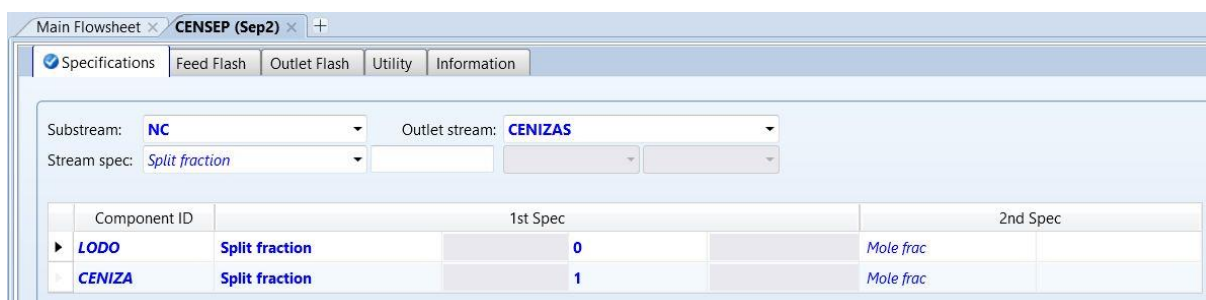 Main Flowsheet × CENSEP (Sep2) × +
Specifications Feed Flash Outlet Flash Utility Information
Substream: NC Outlet stream: CENIZAS
Stream spec: Split fraction
Component ID 1st Spec 2nd Spec
LODO Split fraction 0 Mole frac
CENIZA Split fraction 1 Mole frac